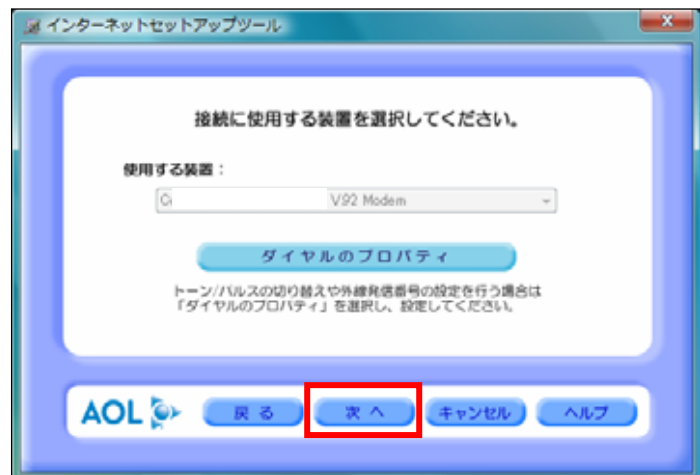 インターネットセットアップツール
接続に使用する装置を選択してください。
使用する装置：
V.92 Modem
ダイヤルのプロパティ
トーン/パルスの切り替えや外線発信番号の設定を行う場合は
「ダイヤルのプロパティ」を選択し、設定してください。
AOL 戻る 次へ キャンセル ヘルプ